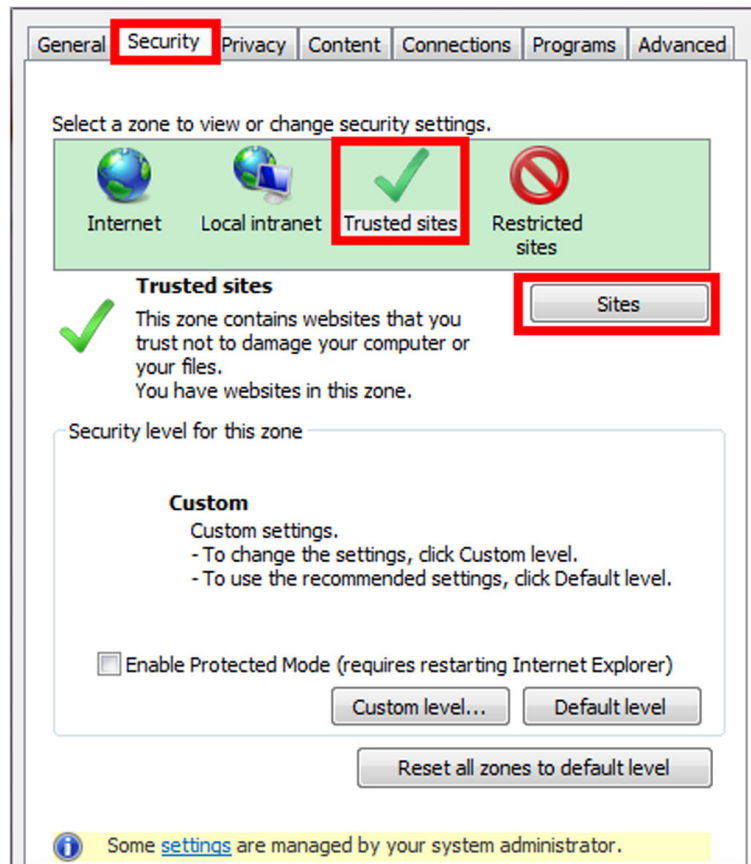 General Security Privacy Content Connections Programs Advanced
Select a zone to view or change security settings.
Internet Local intranet Trusted sites Restricted
sites
Trusted sites
Sites
This zone contains websites that you
trust not to damage your computer or
your files.
You have websites in this zone.
Security level for this zone
Custom
Custom settings.
- To change the settings, click Custom level.
- To use the recommended settings, click Default level.
Enable Protected Mode (requires restarting Internet Explorer)
Custom level... Default level
Reset all zones to default level
Some settings are managed by your system administrator.